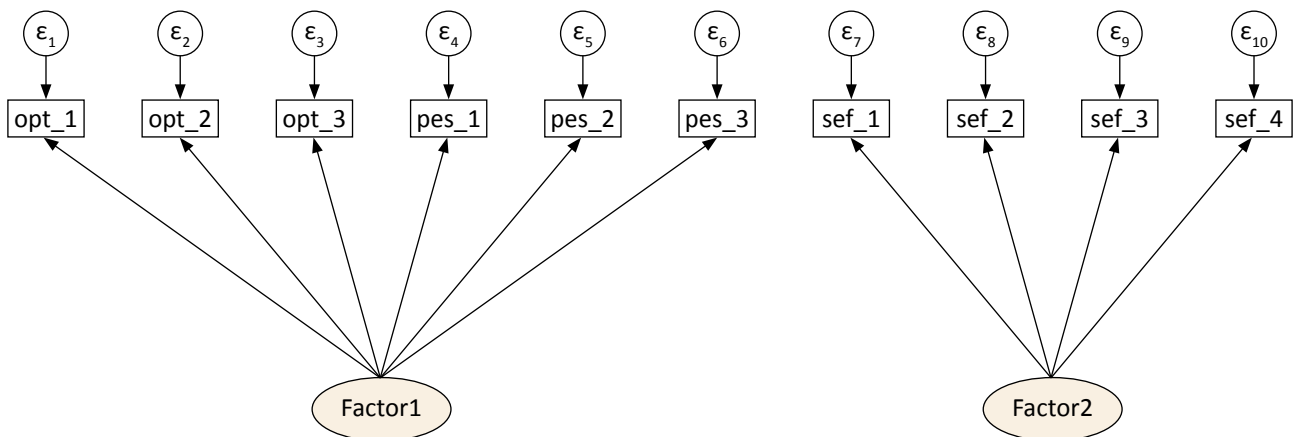 ε1 ε2 ε3 ε4 ε5 ε6 ε7 ε8 ε9 ε10
opt_1 opt_2 opt_3 pes_1 pes_2 pes_3 sef_1 sef_2 sef_3 sef_4
Factor1 Factor2